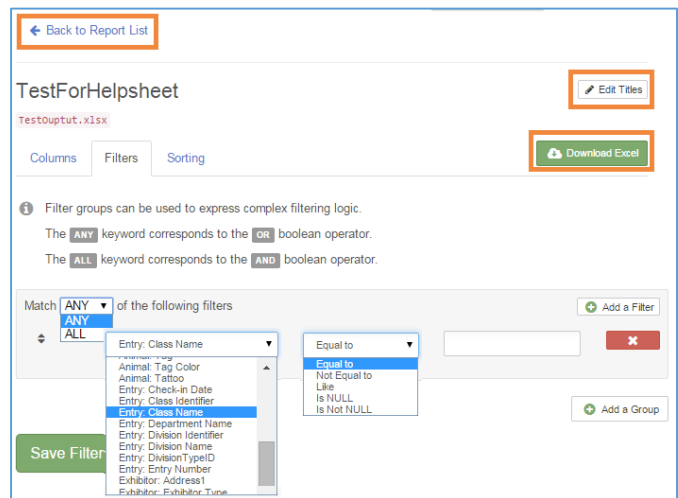 Back to Report List
TestForHelpsheet
Edit Titles
TestOuptut.xlsx
Columns Filters Sorting
Download Excel
Filter groups can be used to express complex filtering logic.
The ANY keyword corresponds to the OR boolean operator.
The ALL keyword corresponds to the AND boolean operator.
Match ANY of the following filters
Add a Filter
ANY
ALL
Entry: Class Name
Equal to
Animal: Tag
Animal: Tag Color
Animal: Tattoo
Entry: Check-in Date
Entry: Class Identifier
Entry: Class Name
Entry: Department Name
Entry: Division Identifier
Entry: Division Name
Entry: DivisionTypeID
Entry: Entry Number
Exhibitor: Address1
Exhibitor: Exhibitor Type
Equal to
Not Equal to
Like
Is NULL
Is Not NULL
Add a Group
Save Filter